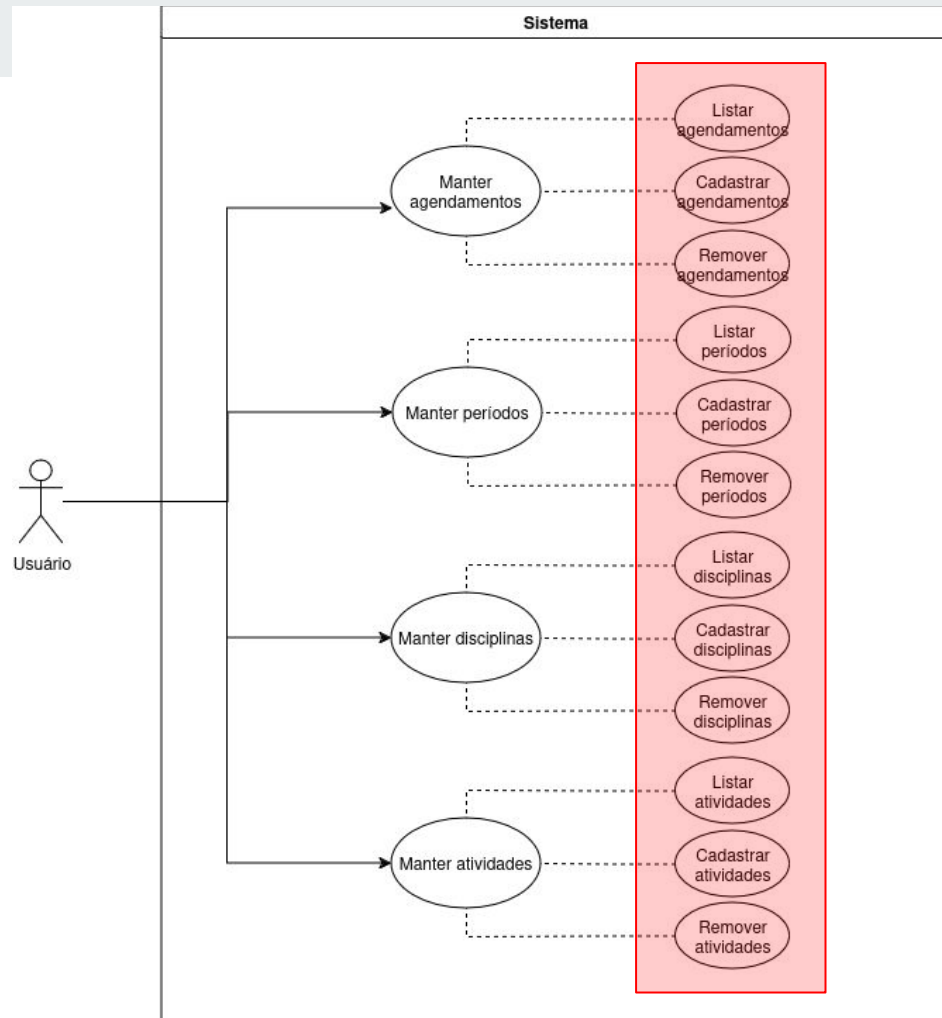 Sistema
Listar
agendamentos
Manter
agendamentos
Cadastrar
agendamentos
Remover
agendamentos
Listar
períodos
Manter períodos
Cadastrar
períodos
Remover
períodos
Usuário
Listar
disciplinas
Manter disciplinas
Cadastrar
disciplinas
Remover
disciplinas
Listar
atividades
Manter atividades
Cadastrar
atividades
Remover
atividades